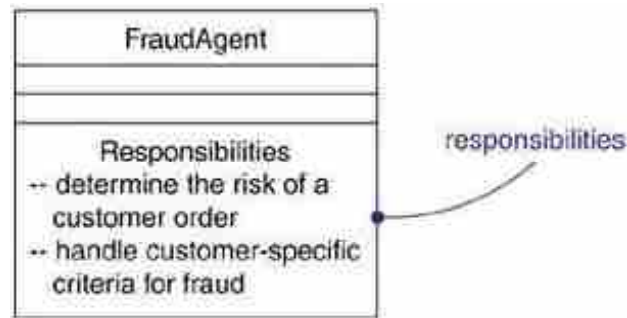 FraudAgent
Responsibilities
-- determine the risk of a
customer order
-- handle customer-specific
criteria for fraud
responsibilities